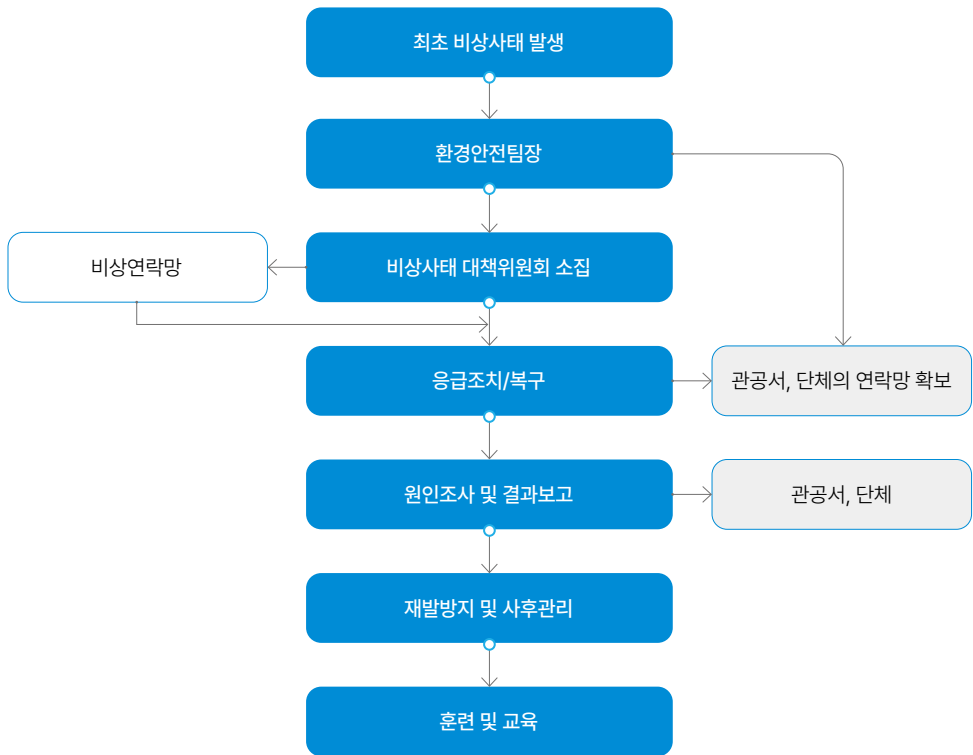 최초 비상사태 발생
환경안전팀장
비상연락망
비상사태 대책위원회 소집
응급조치/복구
관공서, 단체의 연락망 확보
원인조사 및 결과보고
관공서, 단체
재발방지 및 사후관리
훈련 및 교육